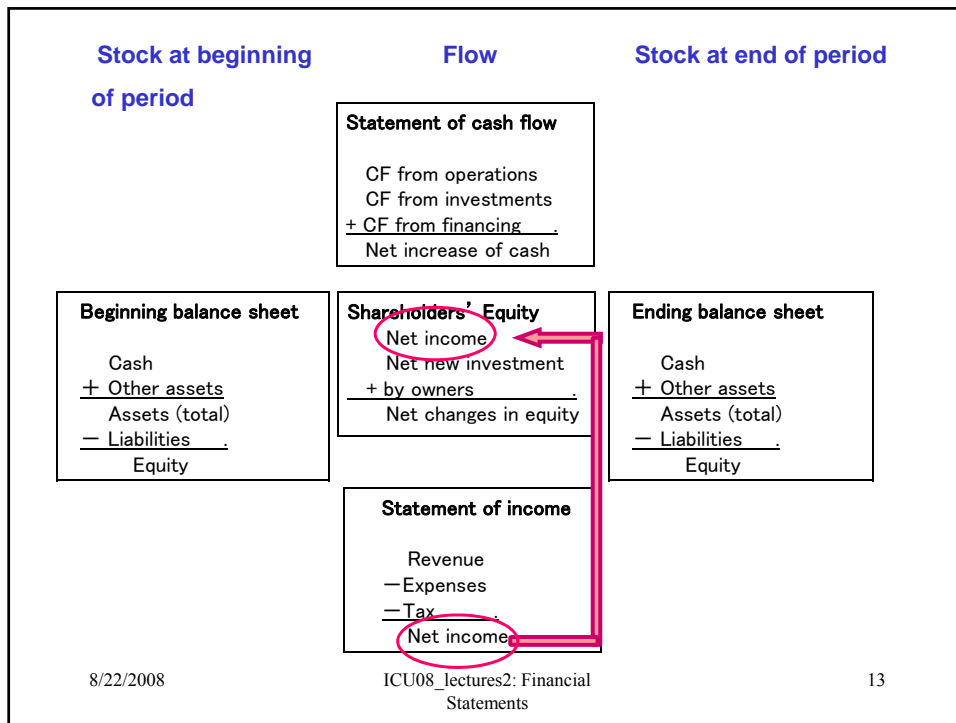 Stock at beginning
of period
Flow
Stock at end of period
Statement of cash flow
CF from operations
CF from investments
+ CF from financing .
Net increase of cash
Beginning balance sheet
Cash
+ Other assets
Assets (total)
− Liabilities .
Equity
Shareholders' Equity
Net income
Net new investment
+ by owners .
Net changes in equity
Ending balance sheet
Cash
+ Other assets
Assets (total)
− Liabilities .
Equity
Statement of income
Revenue
−Expenses
−Tax .
Net income
8/22/2008
ICU08_lectures2: Financial
Statements
13